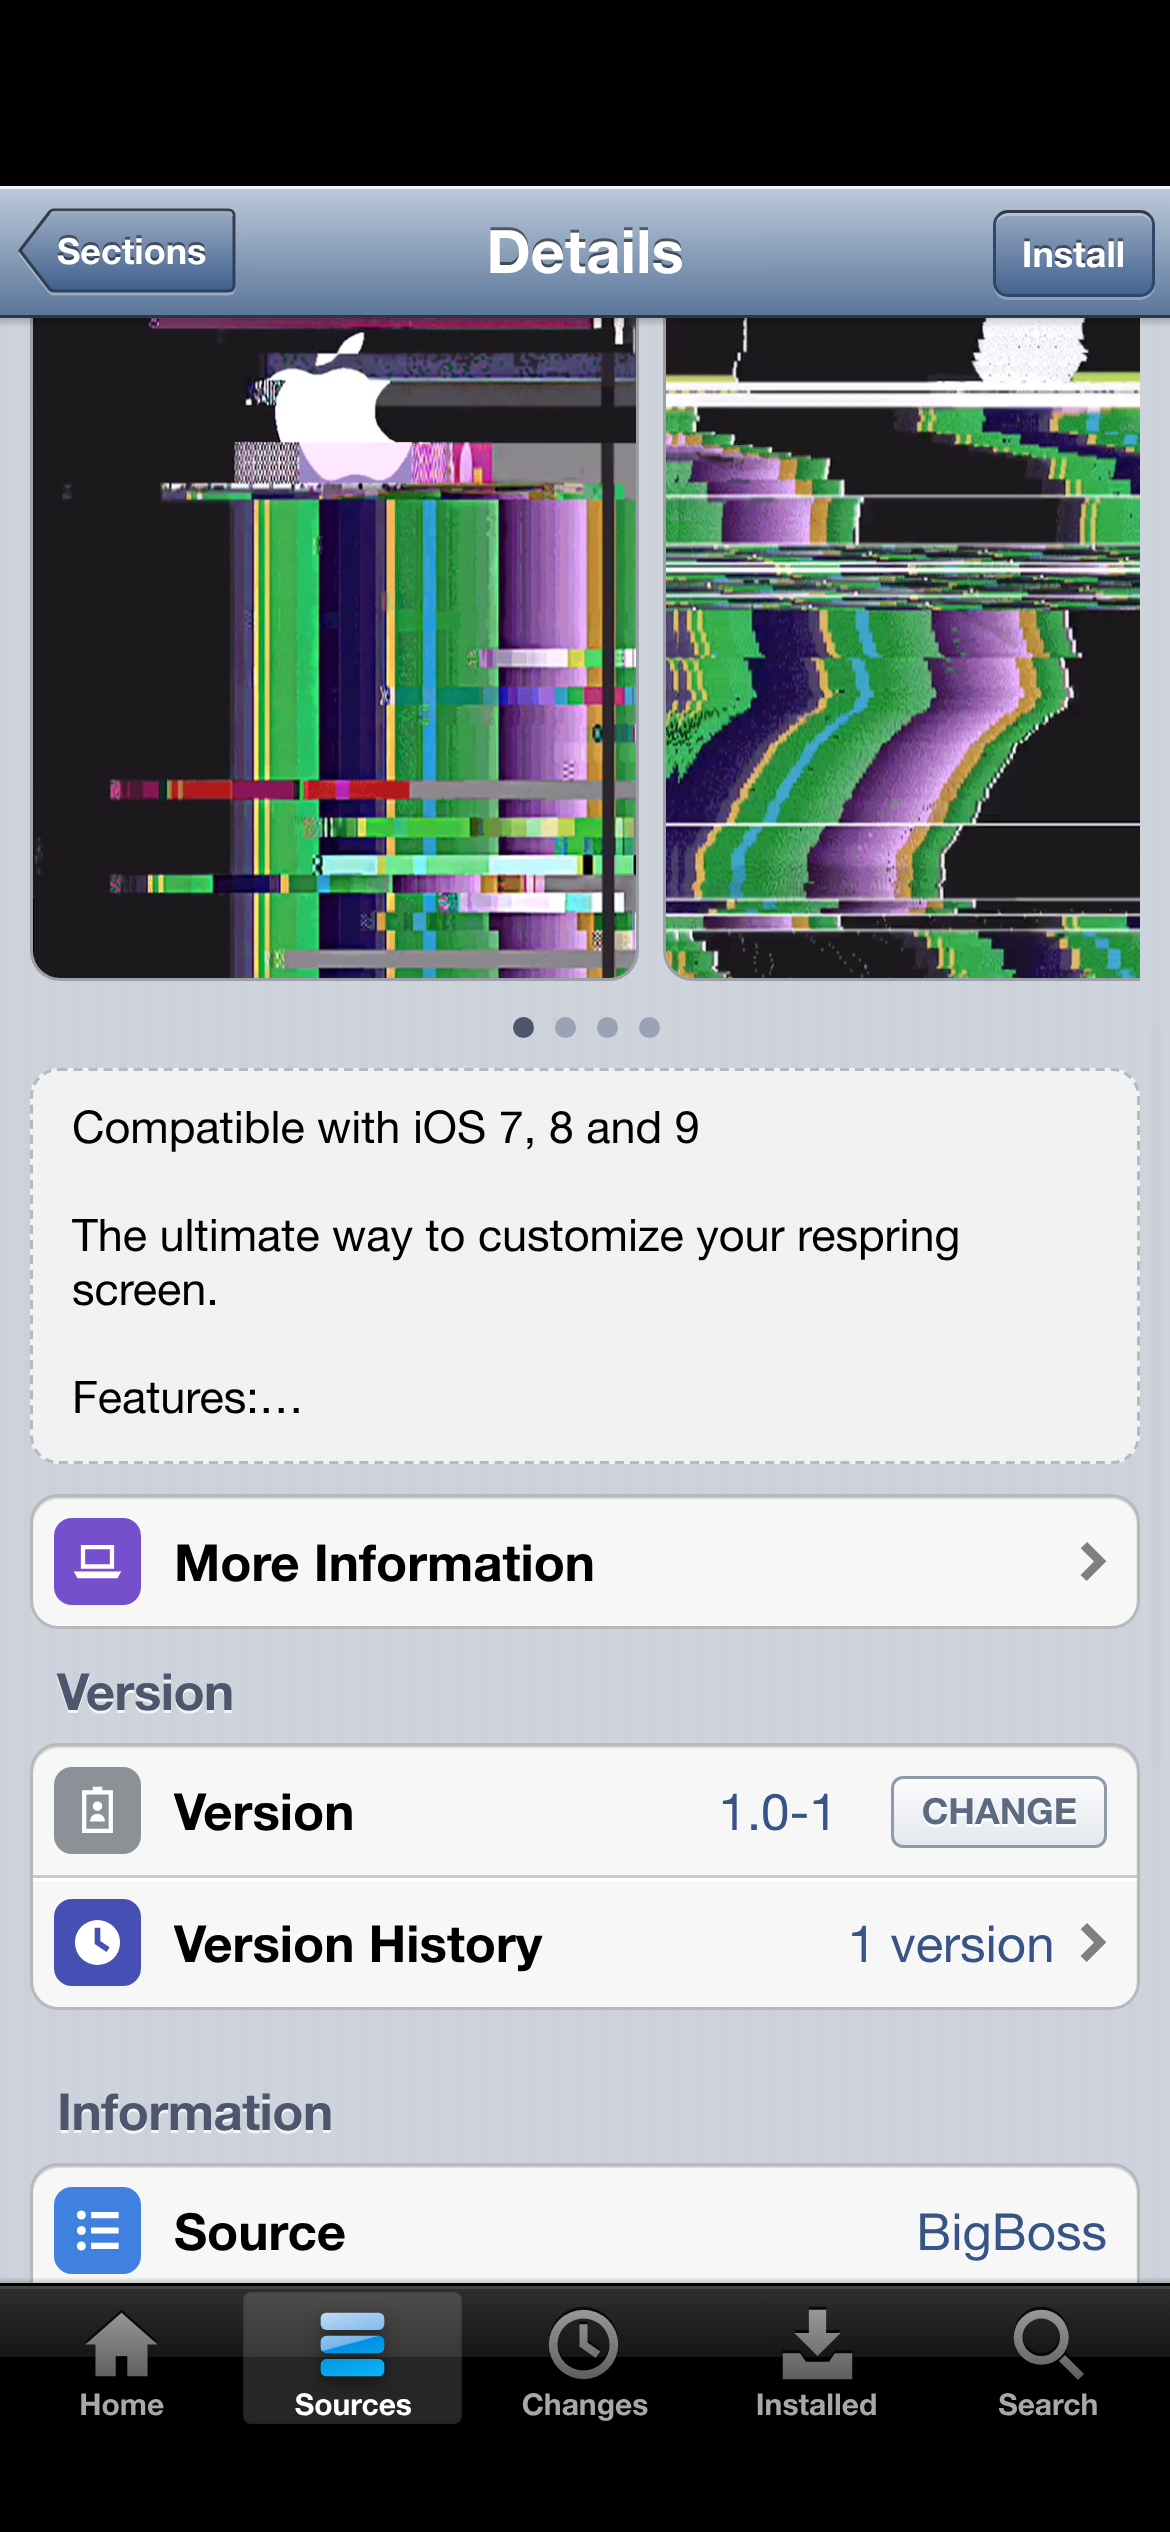 Sections
Details
Install
Compatible with iOS 7, 8 and 9
The ultimate way to customize your respring
screen.
Features:...
More Information
Version
Version
1.0-1
CHANGE
Version History
1 version
Information
Source
BigBoss
Home
Sources
Changes
Installed
Search